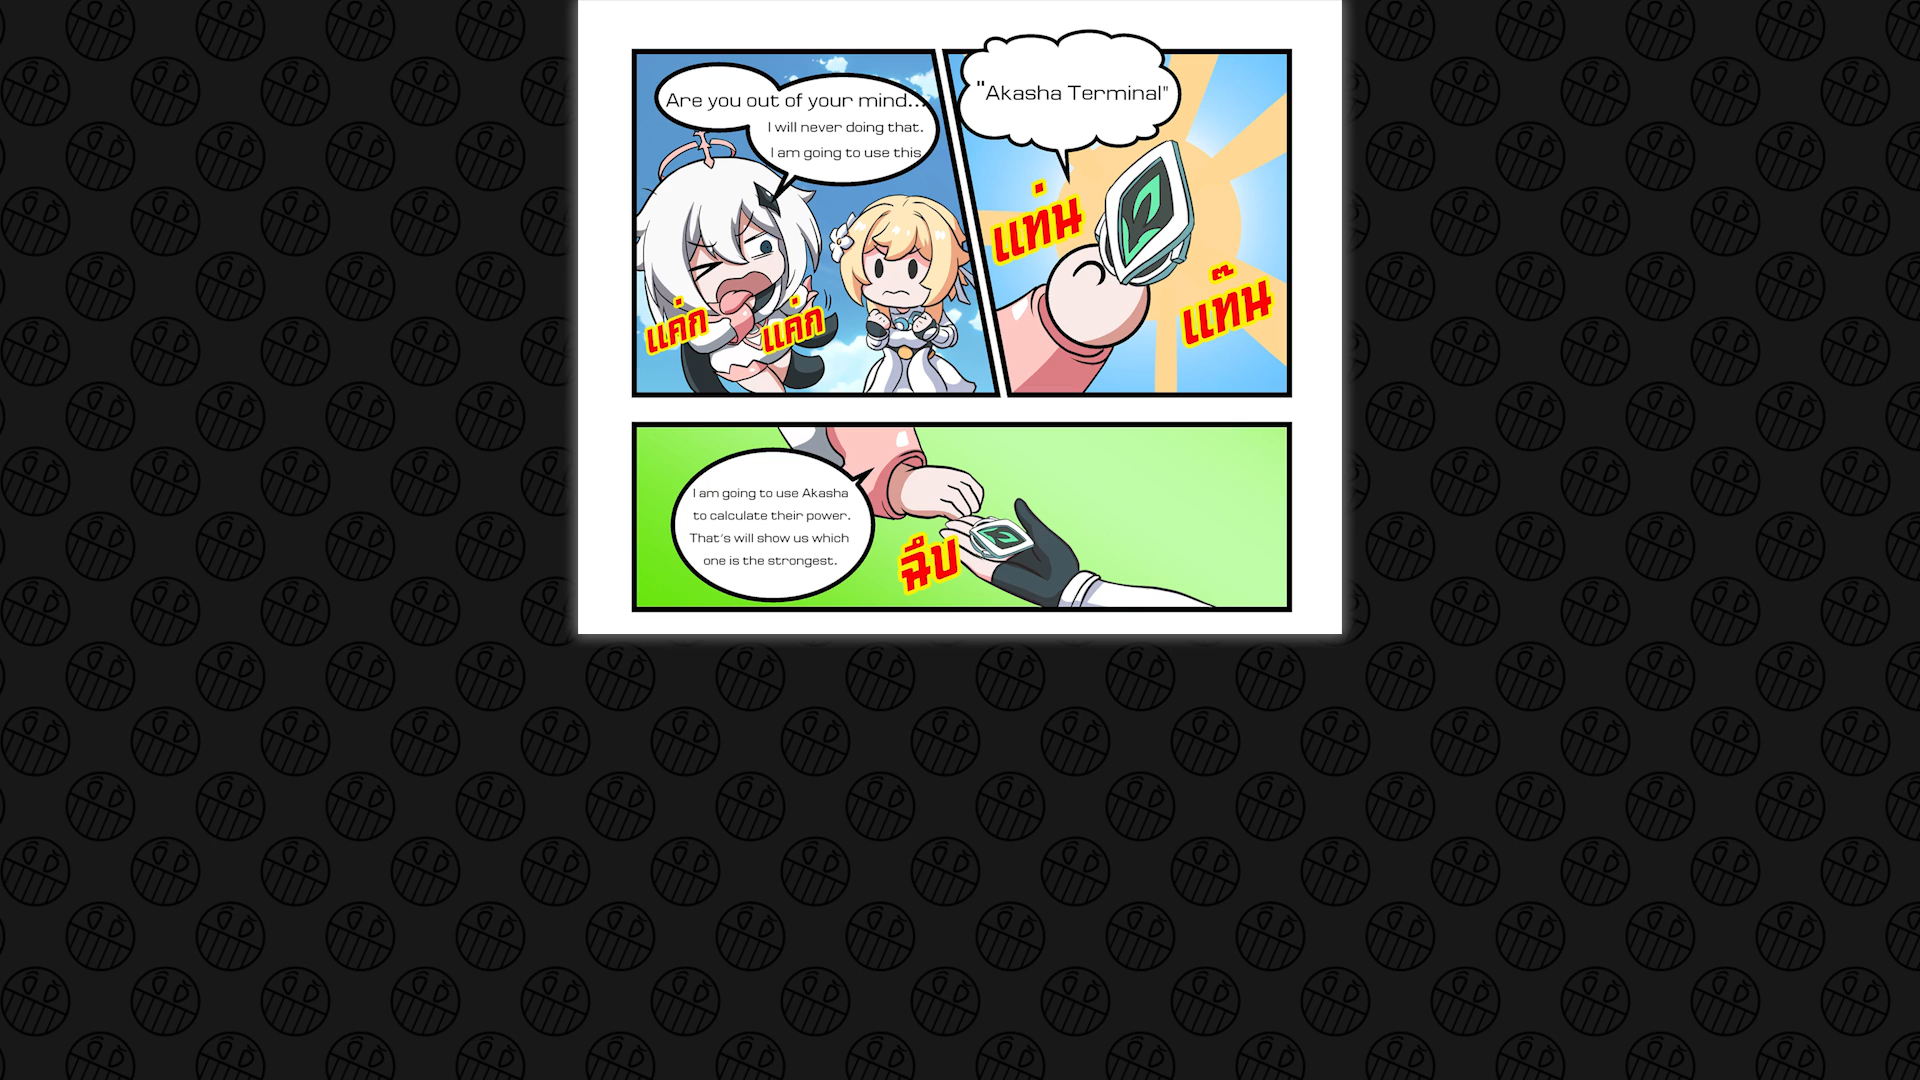 Are you out of your mind...
I will never doing that.
I am going to use this
แค่ก
แค่ก
"Akasha Terminal"
แท่น
แท๊น
I am going to use Akasha
to calculate their power.
That's will show us which
one is the strongest.
ฉึบ